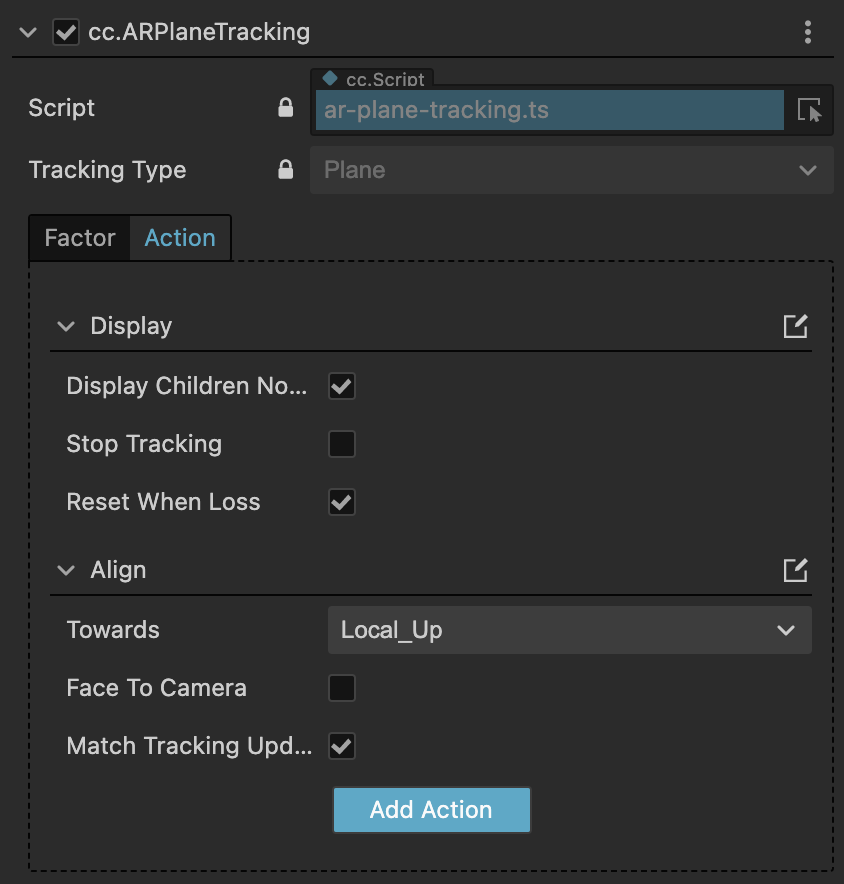 cc.ARPlaneTracking
cc.Script
Script
ar-plane-tracking.ts
Tracking Type
Plane
Factor Action
Display
Display Children No...
Stop Tracking
Reset When Loss
Align
Towards
Local_Up
Face To Camera
Match Tracking Upd...
Add Action